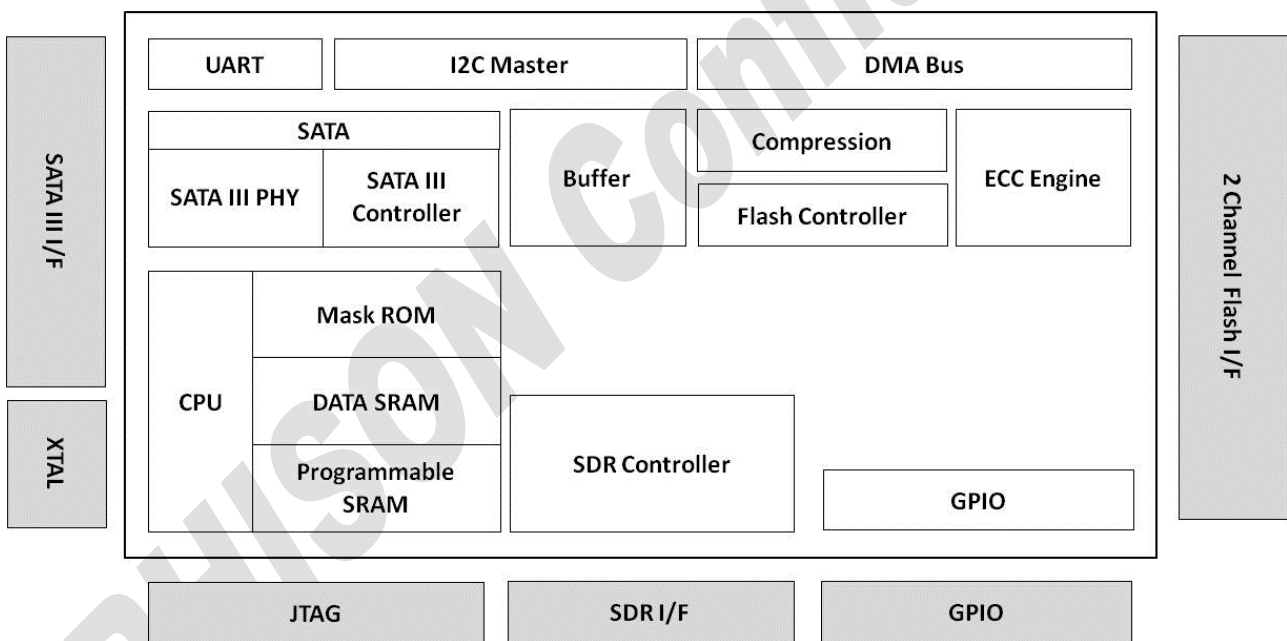 UART
I2C Master
DMA Bus
SATA
SATA III PHY
SATA III
Controller
Buffer
Compression
Flash Controller
ECC Engine
SATA III I/F
2 Channel Flash I/F
CPU
Mask ROM
DATA SRAM
Programmable
SRAM
SDR Controller
GPIO
XTAL
JTAG
SDR I/F
GPIO
PHISON Confi